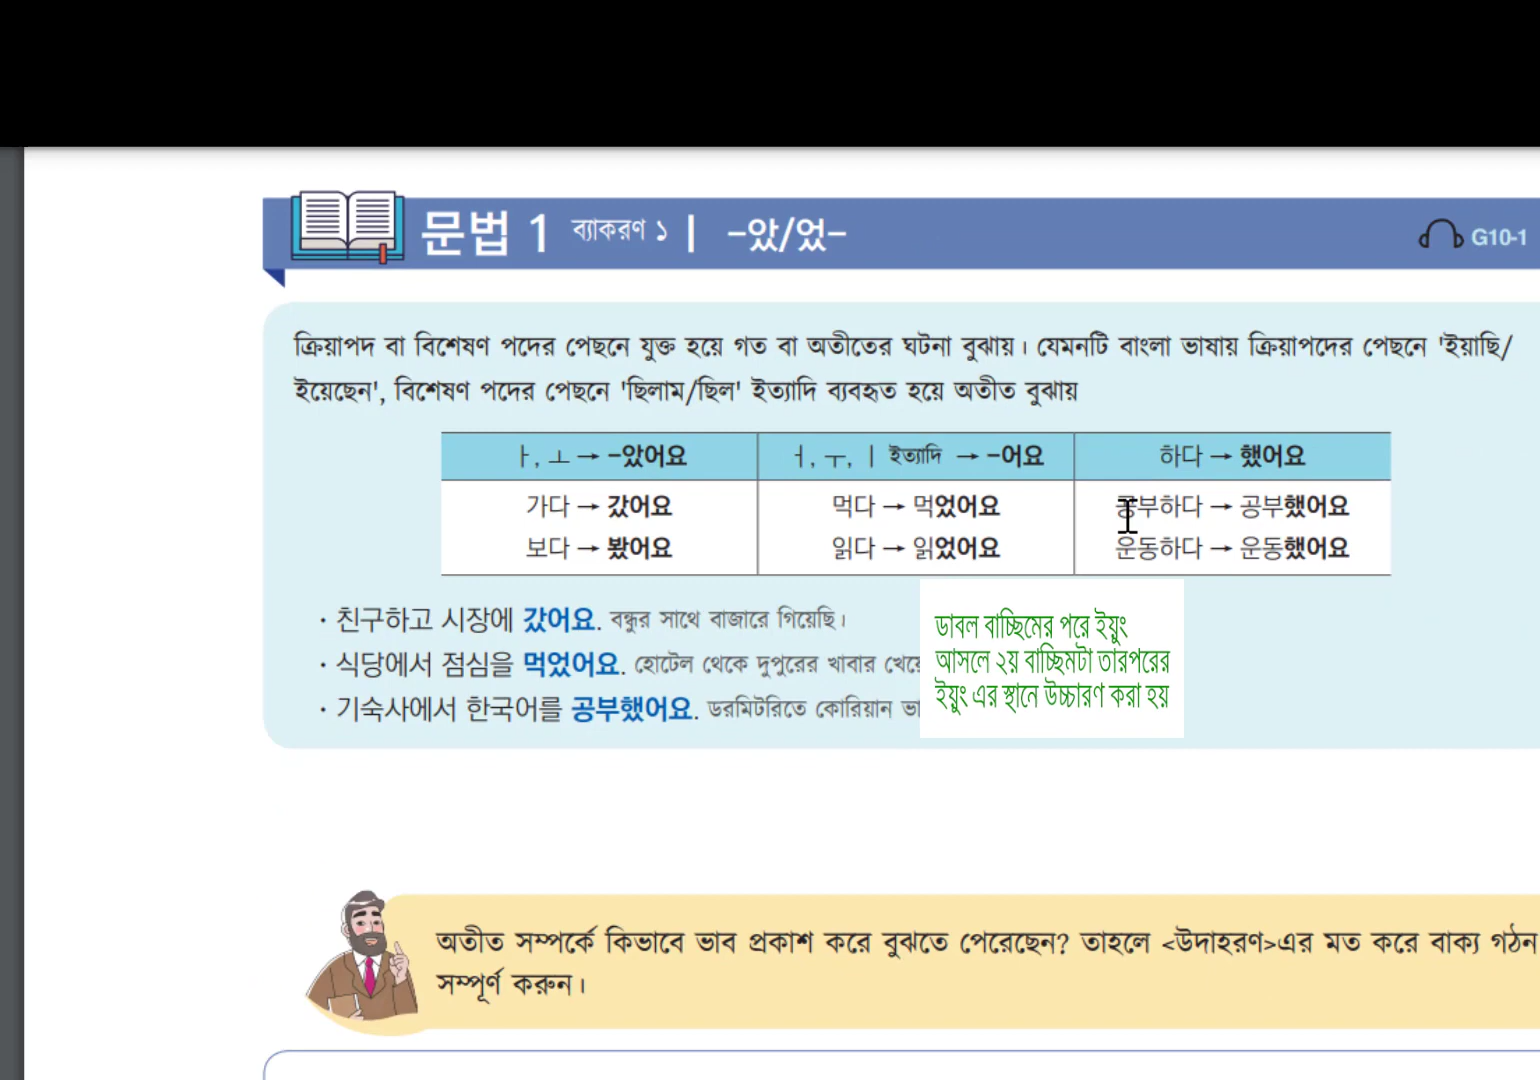 문법 1 ব্যাকরণ ১ | -았/었-
G10-1
ক্রিয়াপদ বা বিশেষণ পদের পেছনে যুক্ত হয়ে গত বা অতীতের ঘটনা বুঝায়। যেমনটি বাংলা ভাষায় ক্রিয়াপদের পেছনে 'ইয়াছি/
ইয়েছেন', বিশেষণ পদের পেছনে 'ছিলাম/ছিল' ইত্যাদি ব্যবহৃত হয়ে অতীত বুঝায়
ㅏ, ㅗ → -았어요 ㅓ, ㅜ, ㅣ ইত্যাদি → -어요 하다 → 했어요
가다 → 갔어요 먹다 → 먹었어요 공부하다 → 공부했어요
보다 → 봤어요 읽다 → 읽었어요 운동하다 → 운동했어요
· 친구하고 시장에 갔어요. বন্ধুর সাথে বাজারে গিয়েছি।
· 식당에서 점심을 먹었어요. হোটেল থেকে দুপুরের খাবার খেয়ে
· 기숙사에서 한국어를 공부했어요. ডরমিটরিতে কোরিয়ান ভা
ডাবল বাচ্ছিমের পরে ইয়ুং
আসলে ২য় বাচ্ছিমটা তারপরের
ইয়ুং এর স্থানে উচ্চারণ করা হয়
অতীত সম্পর্কে কিভাবে ভাব প্রকাশ করে বুঝতে পেরেছেন? তাহলে <উদাহরণ>এর মত করে বাক্য গঠন
সম্পূর্ণ করুন।